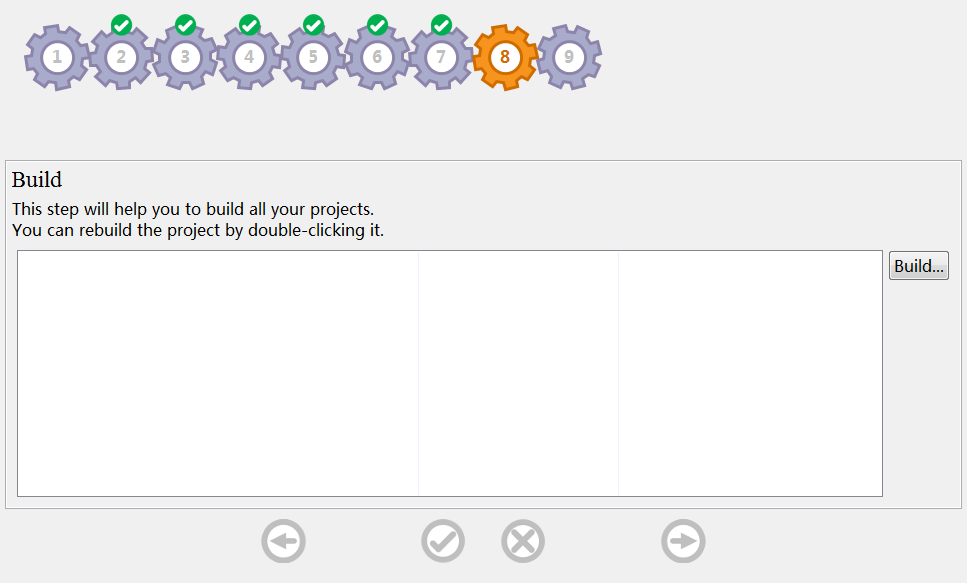 1 2 3 4 5 6 7 8 9
Build
This step will help you to build all your projects.
You can rebuild the project by double-clicking it.
Build...